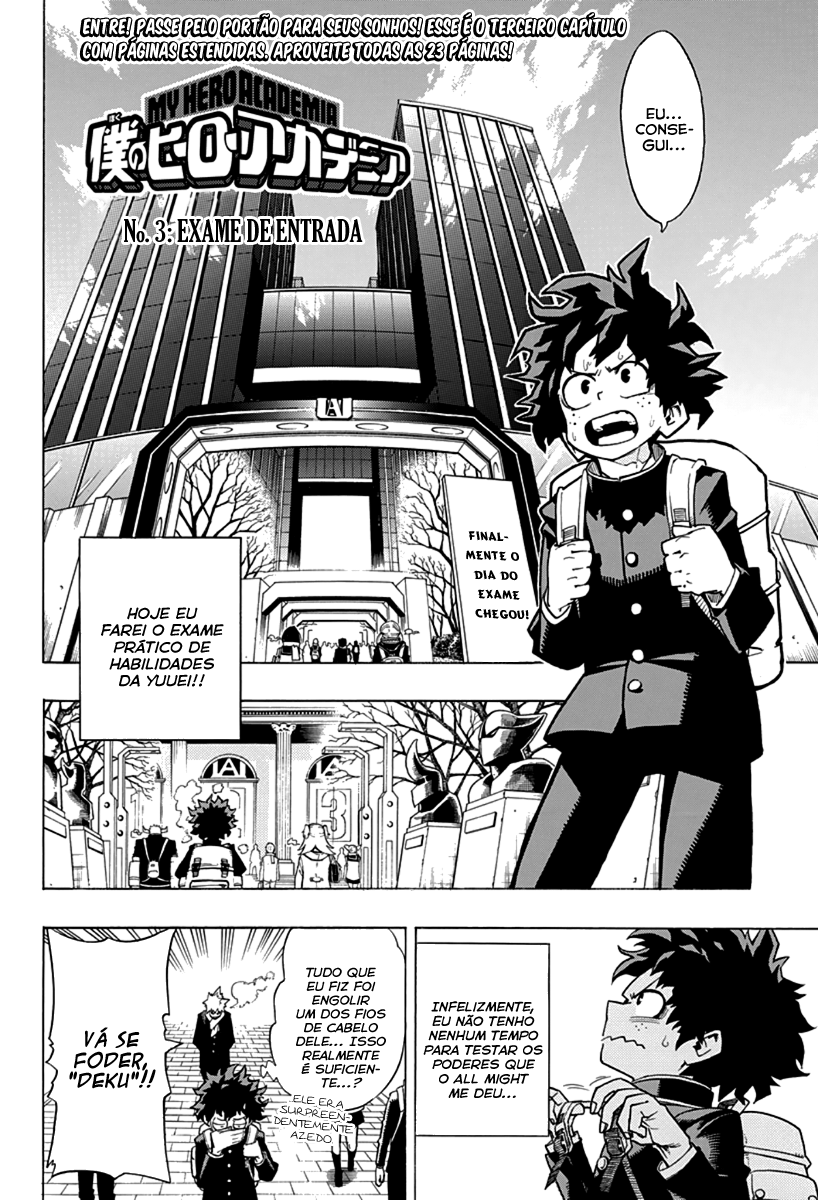 ENTRE! PASSE PELO PORTÃO PARA SEUS SONHOS! ESSE É O TERCEIRO CAPÍTULO
COM PÁGINAS ESTENDIDAS. APROVEITE TODAS AS 23 PÁGINAS!
MY HERO ACADEMIA
ぼく
僕のヒーローアカデミア
No. 3: EXAME DE ENTRADA
EU...
CONSE-
GUI...
FINAL-
MENTE O
DIA DO
EXAME
CHEGOU!
HOJE EU
FAREI O EXAME
PRÁTICO DE
HABILIDADES
DA YUUEI!!
1
3
INFELIZMENTE,
EU NÃO TENHO
NENHUM TEMPO
PARA TESTAR OS
PODERES QUE
O ALL MIGHT
ME DEU...
TUDO QUE
EU FIZ FOI
ENGOLIR
UM DOS FIOS
DE CABELO
DELE... ISSO
REALMENTE
É SUFICIEN-
TE...?
ELE ERA
SURPREEN-
DENTEMENTE
AZEDO.
VÁ SE
FODER,
"DEKU"!!